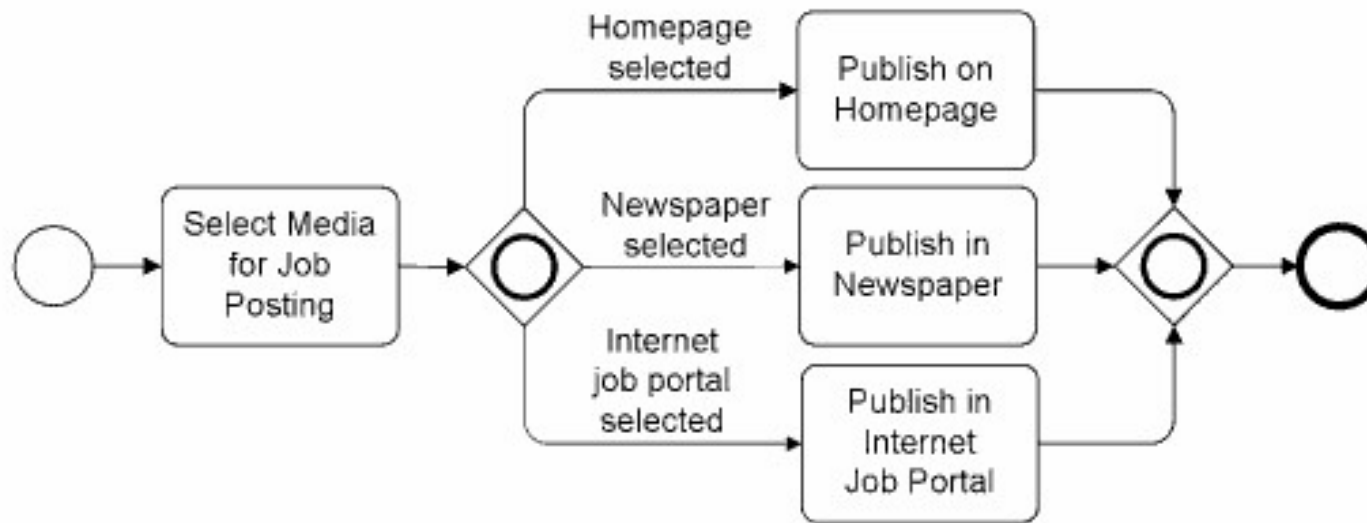 Homepage
selected
Publish on
Homepage
Select Media
for Job
Posting
Newspaper
selected
Publish in
Newspaper
Internet
job portal
selected
Publish in
Internet
Job Portal